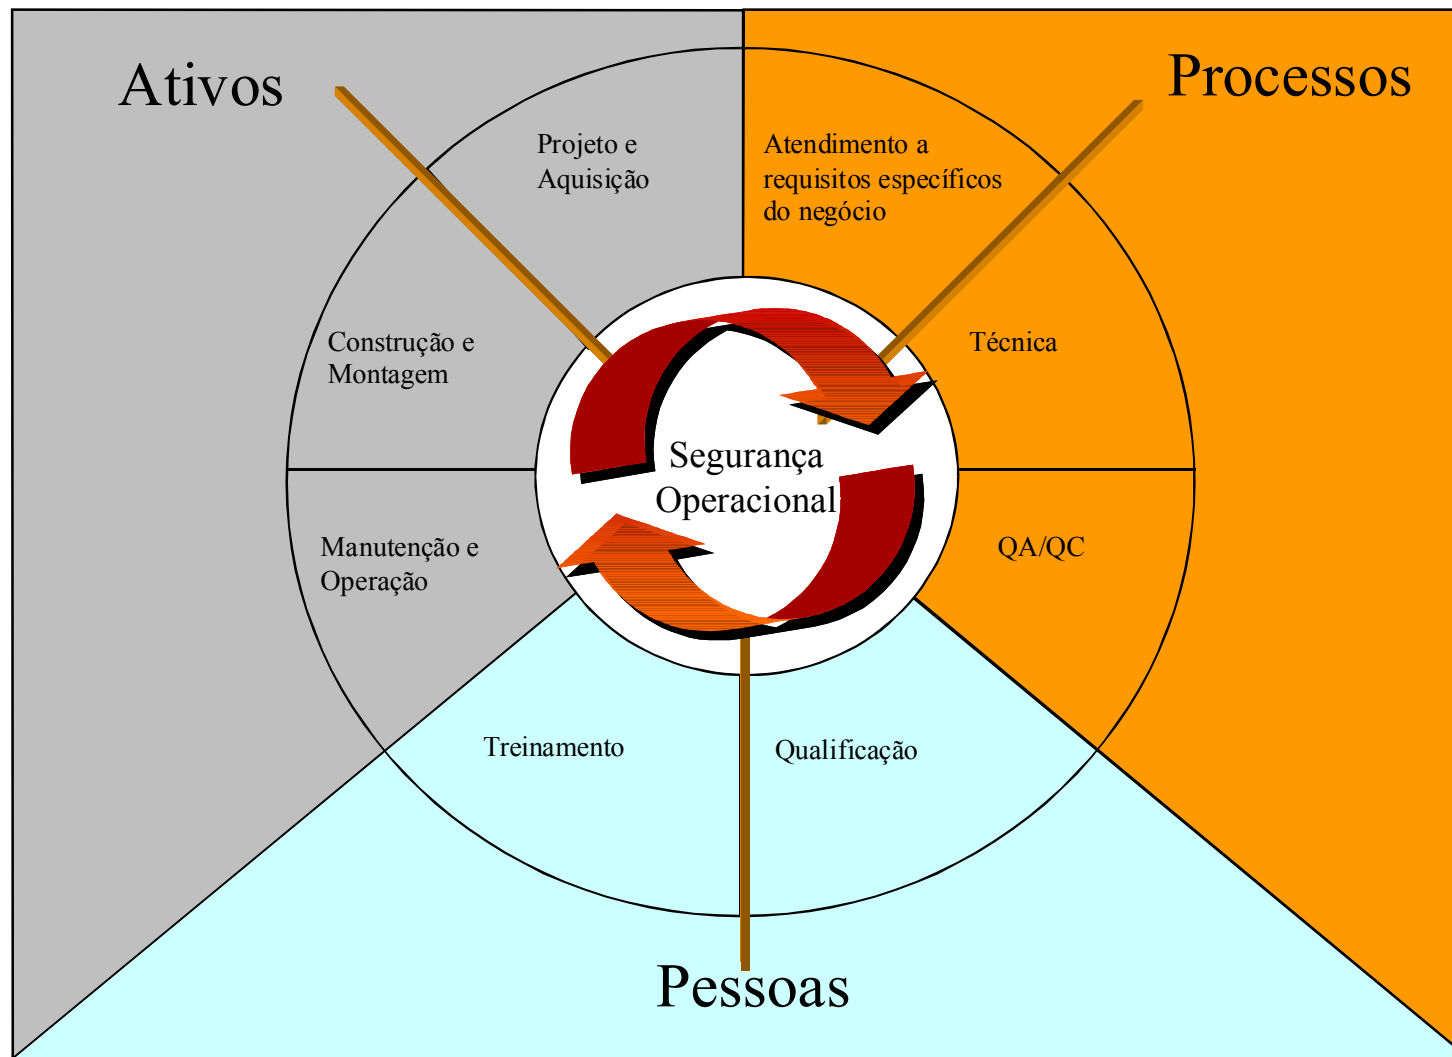 Ativos
Processos
Projeto e
Aquisição
Atendimento a
requisitos específicos
do negócio
Construção e
Montagem
Técnica
Segurança
Operacional
Manutenção e
Operação
QA/QC
Treinamento
Qualificação
Pessoas